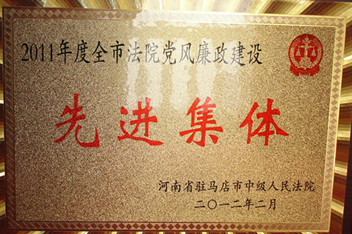 2011年度全市法院党风廉政建设
先进集体
河南省驻马店市中级人民法院
二〇一二年二月